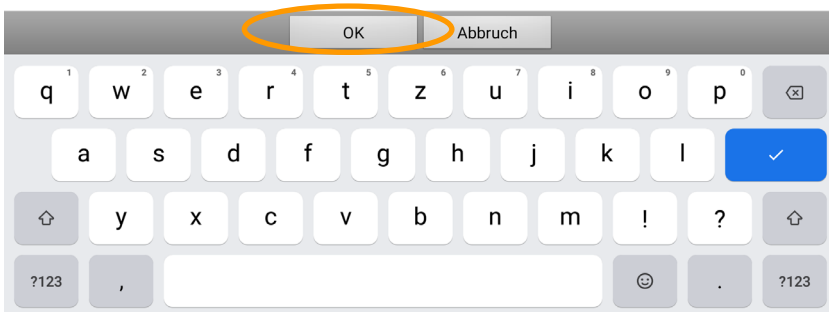 OK Abbruch
1 2 3 4 5 6 7 8 9 0
q w e r t z u i o p
a s d f g h j k l
y x c v b n m ! ?
?123 , . ?123